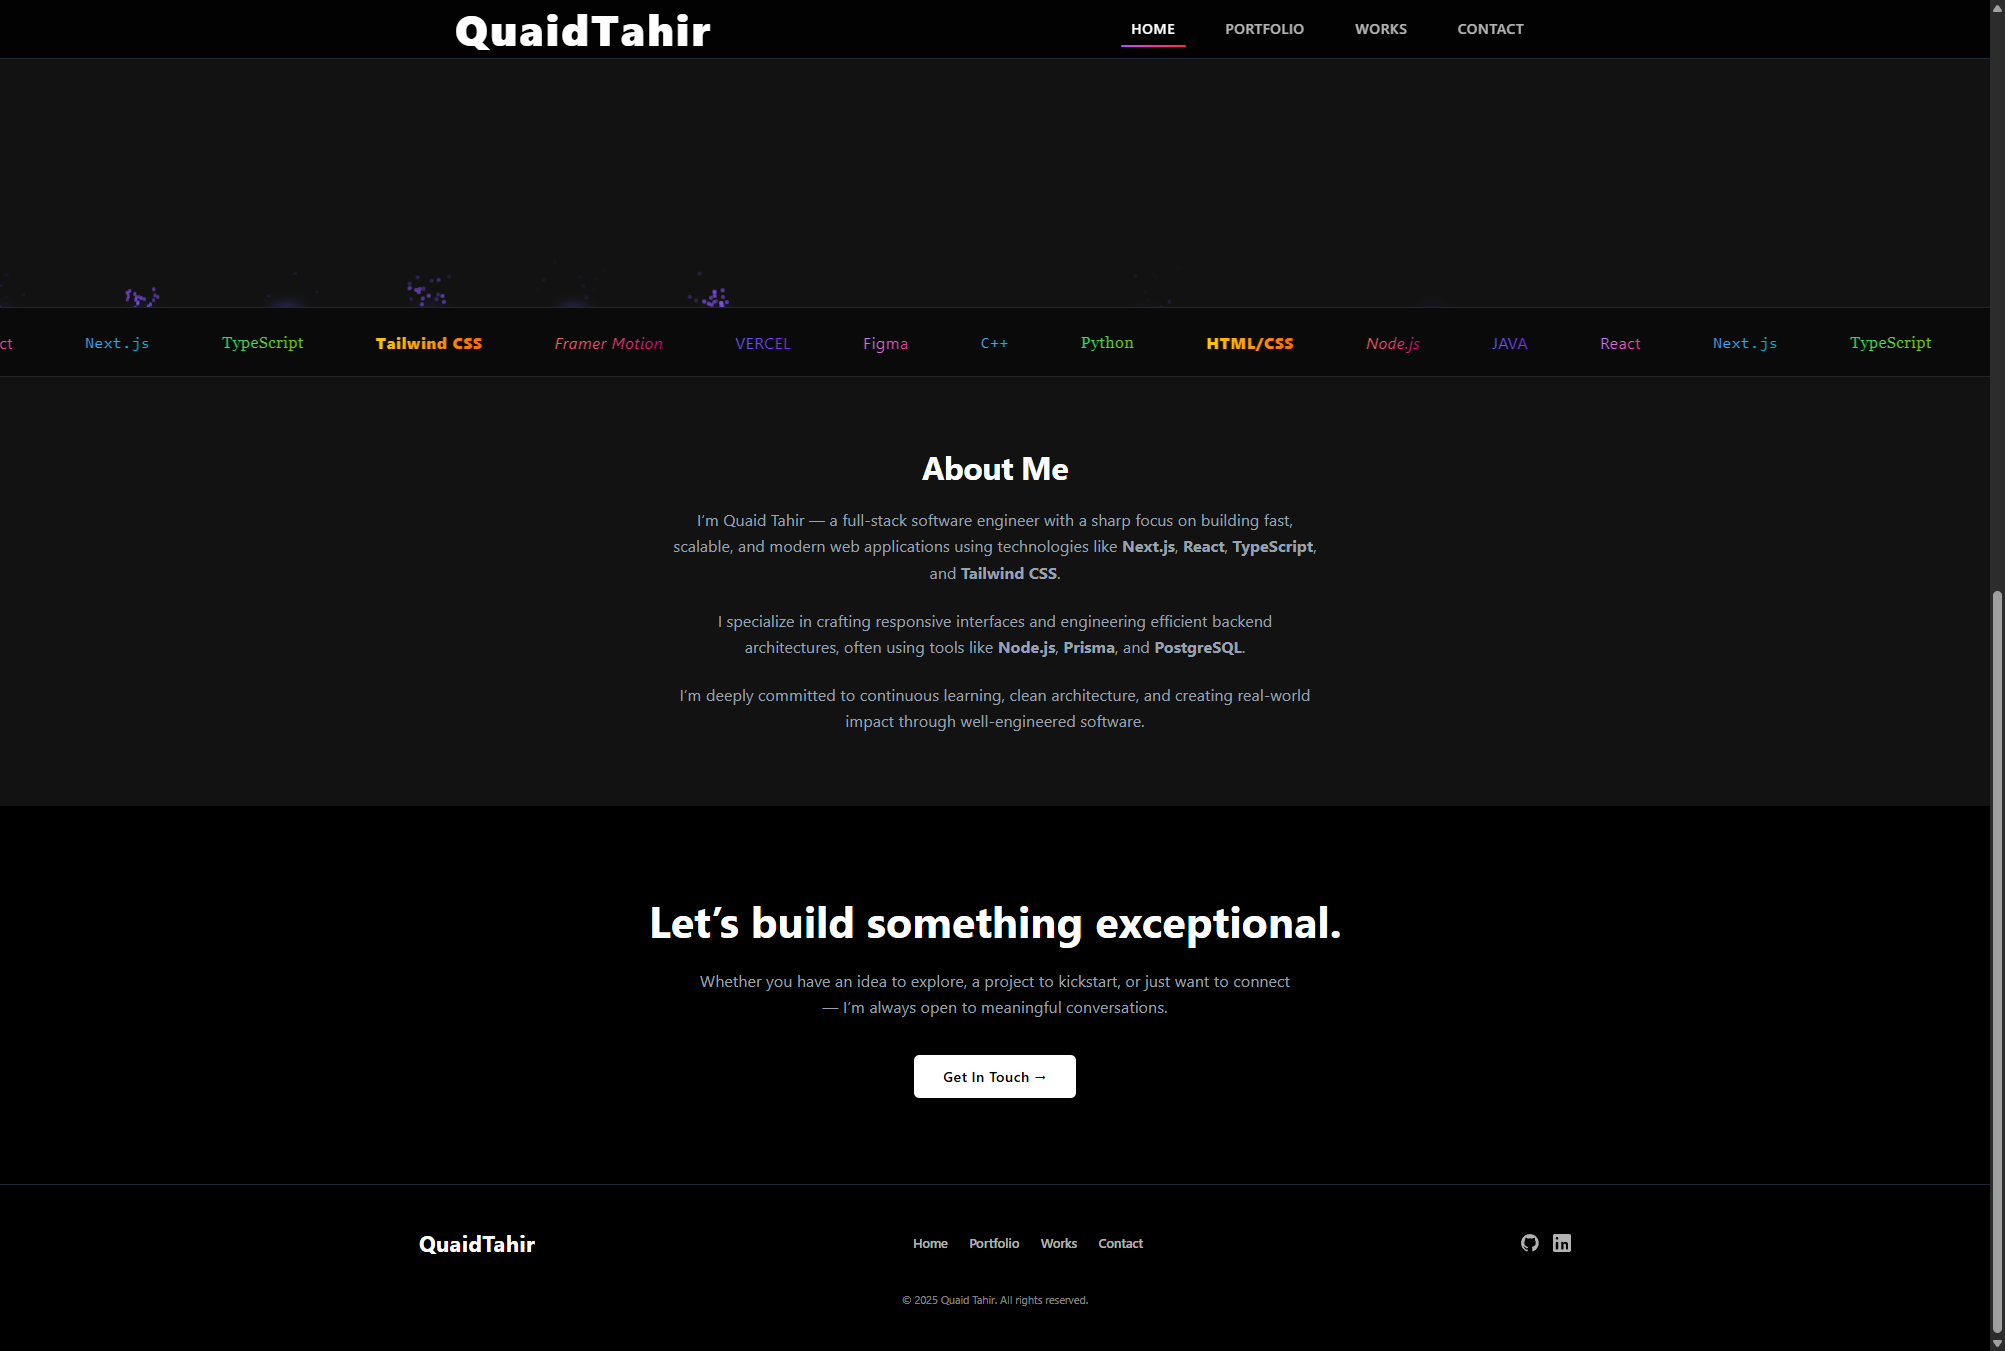 QuaidTahir
HOME PORTFOLIO WORKS CONTACT
ct Next.js TypeScript Tailwind CSS Framer Motion VERCEL Figma C++ Python HTML/CSS Node.js JAVA React Next.js TypeScript
About Me
I’m Quaid Tahir — a full-stack software engineer with a sharp focus on building fast,
scalable, and modern web applications using technologies like Next.js, React, TypeScript,
and Tailwind CSS.
I specialize in crafting responsive interfaces and engineering efficient backend
architectures, often using tools like Node.js, Prisma, and PostgreSQL.
I’m deeply committed to continuous learning, clean architecture, and creating real-world
impact through well-engineered software.
Let’s build something exceptional.
Whether you have an idea to explore, a project to kickstart, or just want to connect
— I’m always open to meaningful conversations.
Get In Touch →
QuaidTahir
Home Portfolio Works Contact
© 2025 Quaid Tahir. All rights reserved.